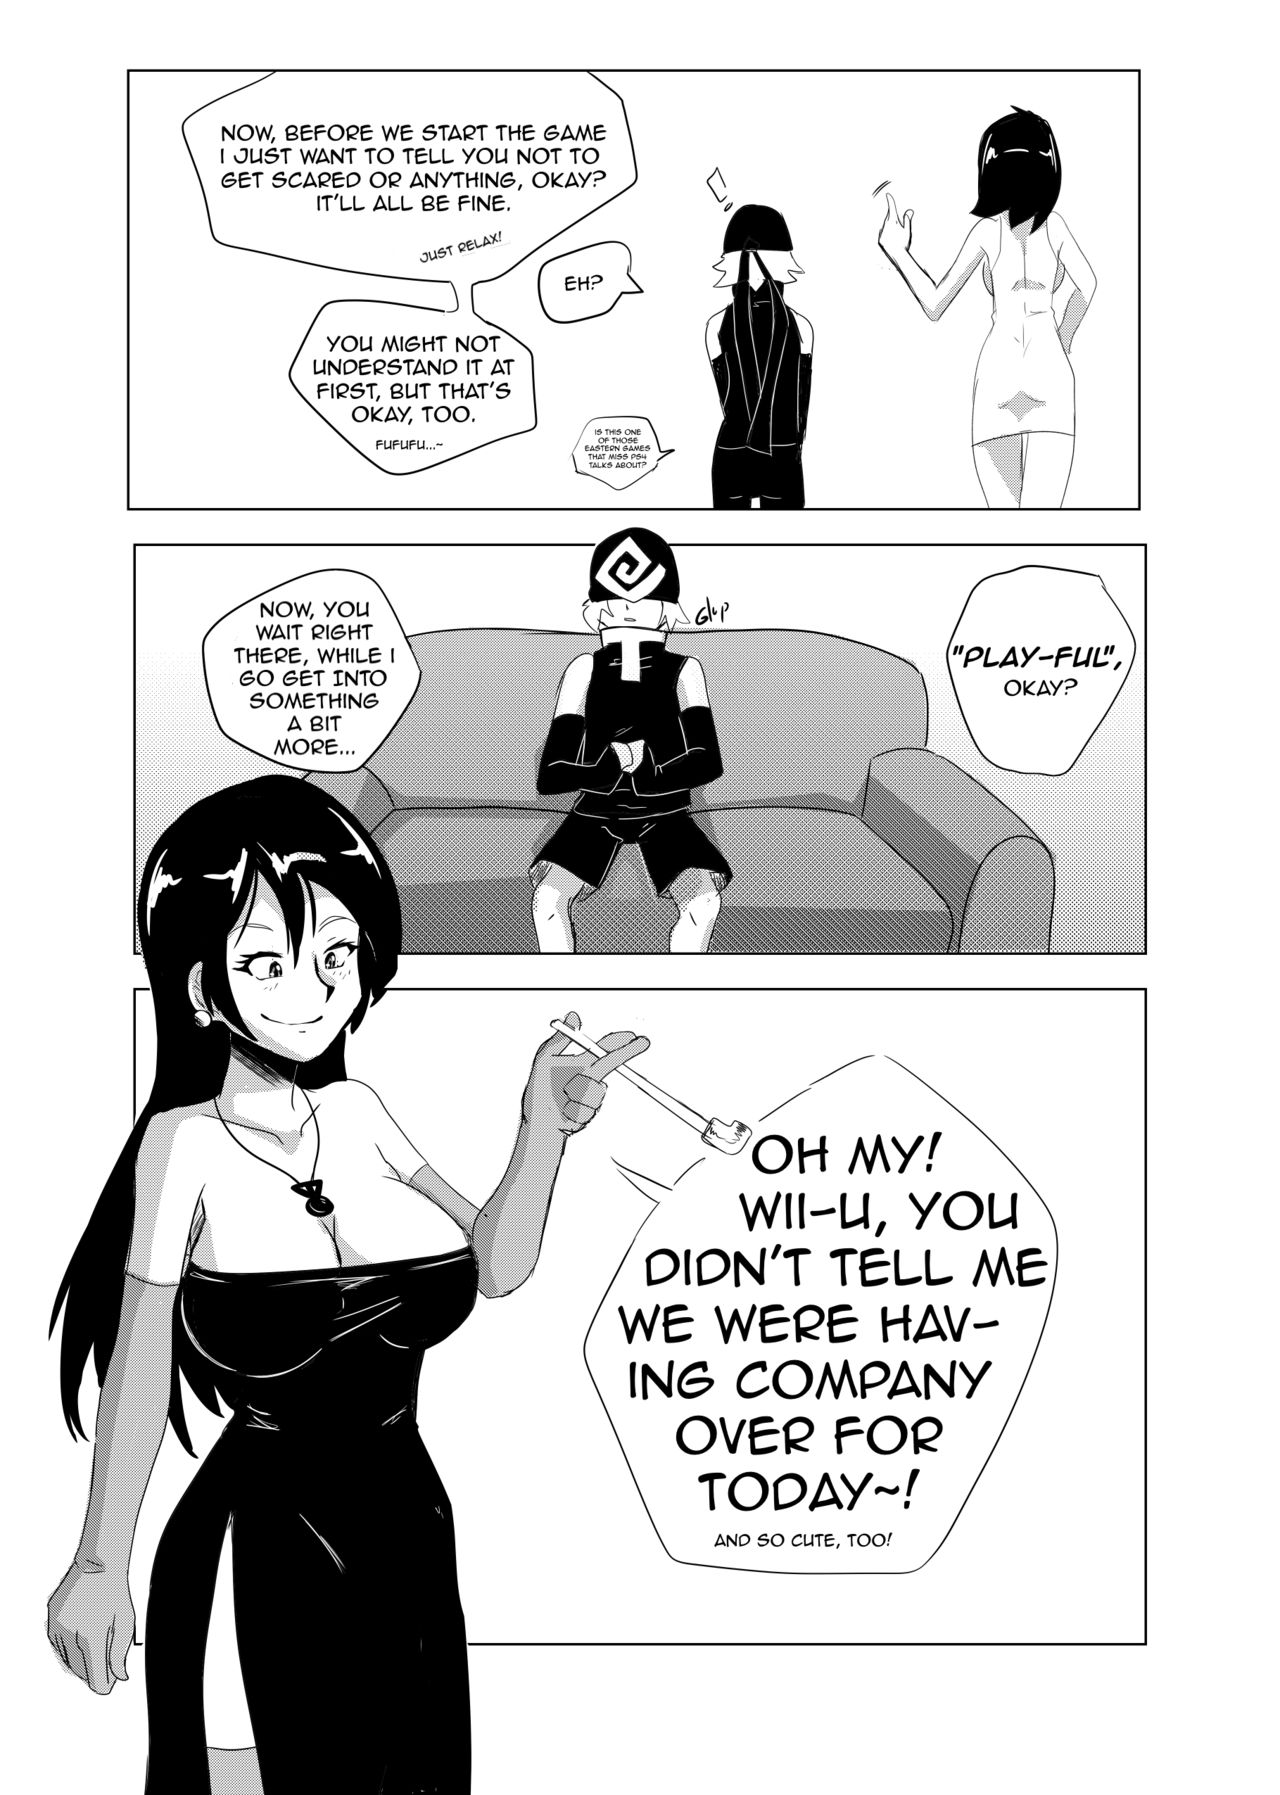 NOW, BEFORE WE START THE GAME
I JUST WANT TO TELL YOU NOT TO
GET SCARED OR ANYTHING, OKAY?
IT'LL ALL BE FINE.
JUST RELAX!
!
EH?
YOU MIGHT NOT
UNDERSTAND IT AT
FIRST, BUT THAT'S
OKAY, TOO.
FUFUFU...~
IS THIS ONE
OF THOSE
EASTERN GAMES
THAT MISS PS4
TALKS ABOUT?
NOW, YOU
WAIT RIGHT
THERE, WHILE I
GO GET INTO
SOMETHING
A BIT
MORE...
Glup
"PLAY-FUL",
OKAY?
OH MY!
WII-U, YOU
DIDN'T TELL ME
WE WERE HAV-
ING COMPANY
OVER FOR
TODAY~!
AND SO CUTE, TOO!